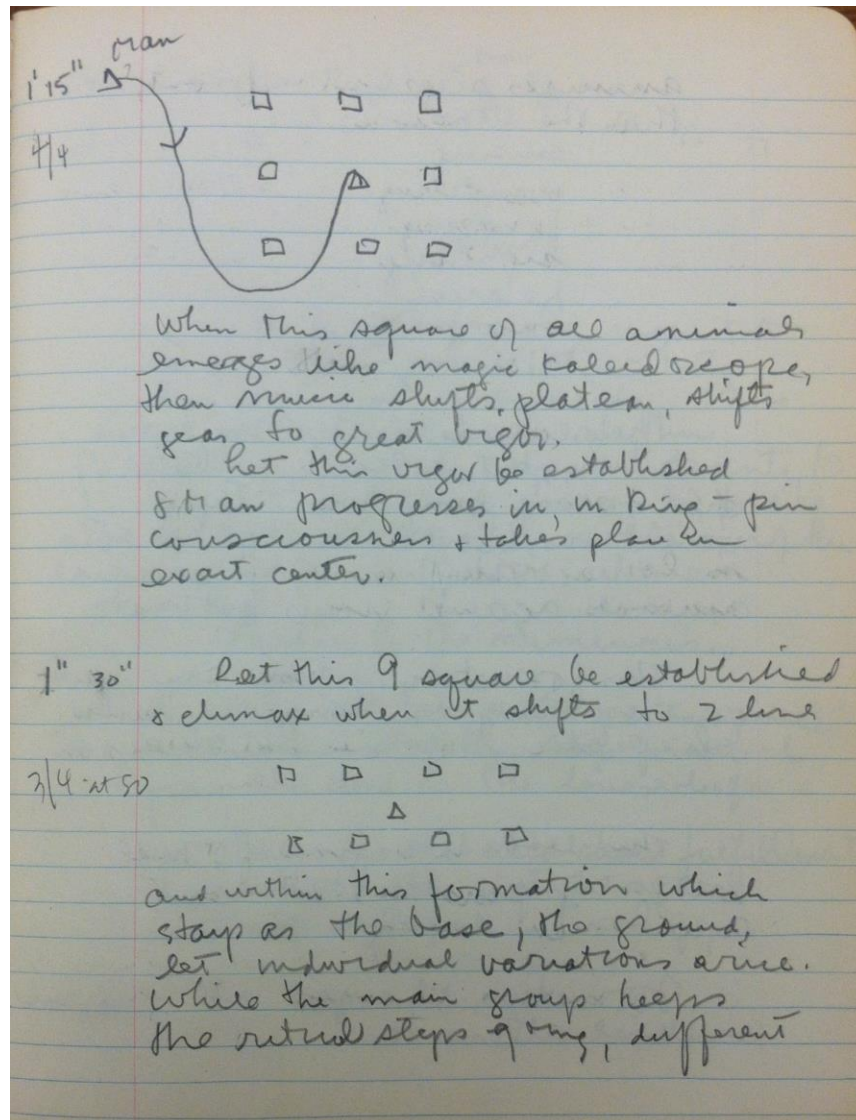 man
1'15"
4/4
When this square of all animals
emerges like magic kaleidoscope,
then music shifts, plateau, shifts
gear to great vigor.
Let this vigor be established
& man progresses in, in King-pin
consciousness + takes place in
exact center.
1" 30" Let this 9 square be established
& climax when it shifts to 2 line
3/4 at 50
and within this formation which
stays as the base, the ground,
let individual variations arise.
While the main group keeps
the ritual steps going, different